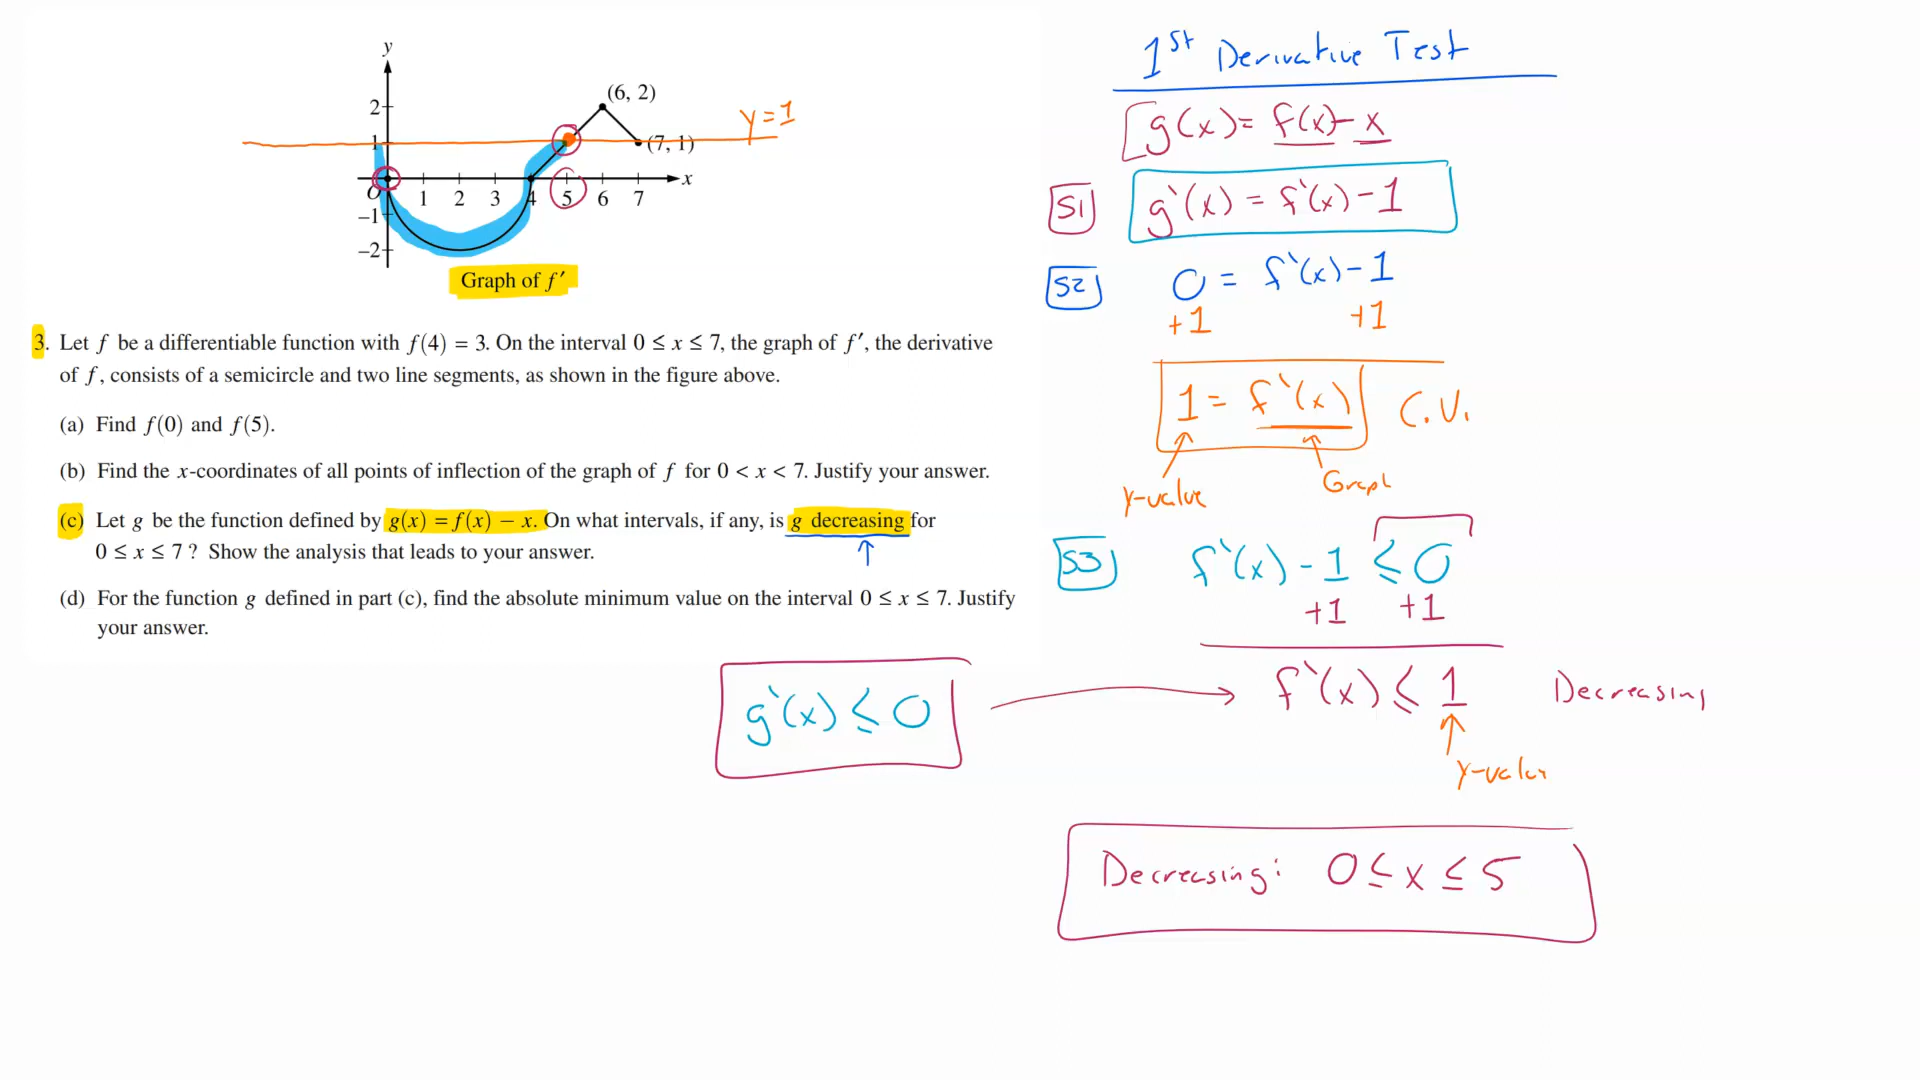 y
(6, 2)
2
1
y=1
(7, 1)
O
1 2 3 4 5 6 7
x
−1
−2
Graph of f′
3. Let f be a differentiable function with f(4) = 3. On the interval 0 ≤ x ≤ 7, the graph of f′, the derivative
of f, consists of a semicircle and two line segments, as shown in the figure above.
(a) Find f(0) and f(5).
(b) Find the x-coordinates of all points of inflection of the graph of f for 0 < x < 7. Justify your answer.
(c) Let g be the function defined by g(x) = f(x) − x. On what intervals, if any, is g decreasing for
0 ≤ x ≤ 7 ? Show the analysis that leads to your answer.
(d) For the function g defined in part (c), find the absolute minimum value on the interval 0 ≤ x ≤ 7. Justify
your answer.
g'(x) ≤ 0
1st Derivative Test
g(x) = f(x) - x
S1 g'(x) = f'(x) - 1
S2 0 = f'(x) - 1
+1 +1
1 = f'(x) C.V.
Y-value Graph
S3 f'(x) - 1 ≤ 0
+1 +1
f'(x) ≤ 1 Decreasing
Y-value
Decreasing: 0 ≤ x ≤ 5